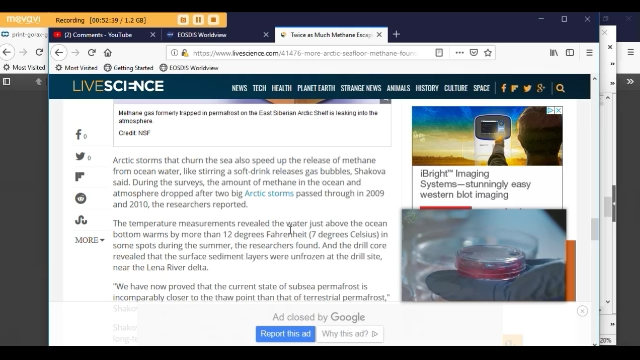 movavi
Recording | 00:52:39 / 1.2 GB
print-gore
(2) Comments - YouTube
EOSDIS Worldview
Twice as Much Methane Escap
https://www.livescience.com/41476-more-arctic-seafloor-methane-foun
Most Visited
Most Visited
Getting Started
EOSDIS Worldview
LIVESCIENCE
NEWS TECH HEALTH PLANET EARTH STRANGE NEWS ANIMALS HISTORY CULTURE SPACE
Methane gas formerly trapped in permafrost on the East Siberian Arctic Shelf is leaking into the
atmosphere.
Credit: NSF
0
0
MORE
Arctic storms that churn the sea also speed up the release of methane
from ocean water, like stirring a soft-drink releases gas bubbles, Shakova
said. During the surveys, the amount of methane in the ocean and
atmosphere dropped after two big Arctic storms passed through in 2009
and 2010, the researchers reported.
The temperature measurements revealed the water just above the ocean
bottom warms by more than 12 degrees Fahrenheit (7 degrees Celsius) in
some spots during the summer, the researchers found. And the drill core
revealed that the surface sediment layers were unfrozen at the drill site,
near the Lena River delta.
"We have now proved that the current state of subsea permafrost is
incomparably closer to the thaw point than that of terrestrial permafrost,"
iBright™ Imaging
Systems—stunningly easy
western blot imaging
Ad closed by Google
Report this ad
Why this ad?
120%